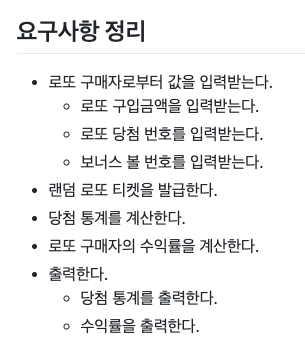 요구사항 정리
로또 구매자로부터 값을 입력받는다.
로또 구입금액을 입력받는다.
로또 당첨 번호를 입력받는다.
보너스 볼 번호를 입력받는다.
랜덤 로또 티켓을 발급한다.
당첨 통계를 계산한다.
로또 구매자의 수익률을 계산한다.
출력한다.
당첨 통계를 출력한다.
수익률을 출력한다.